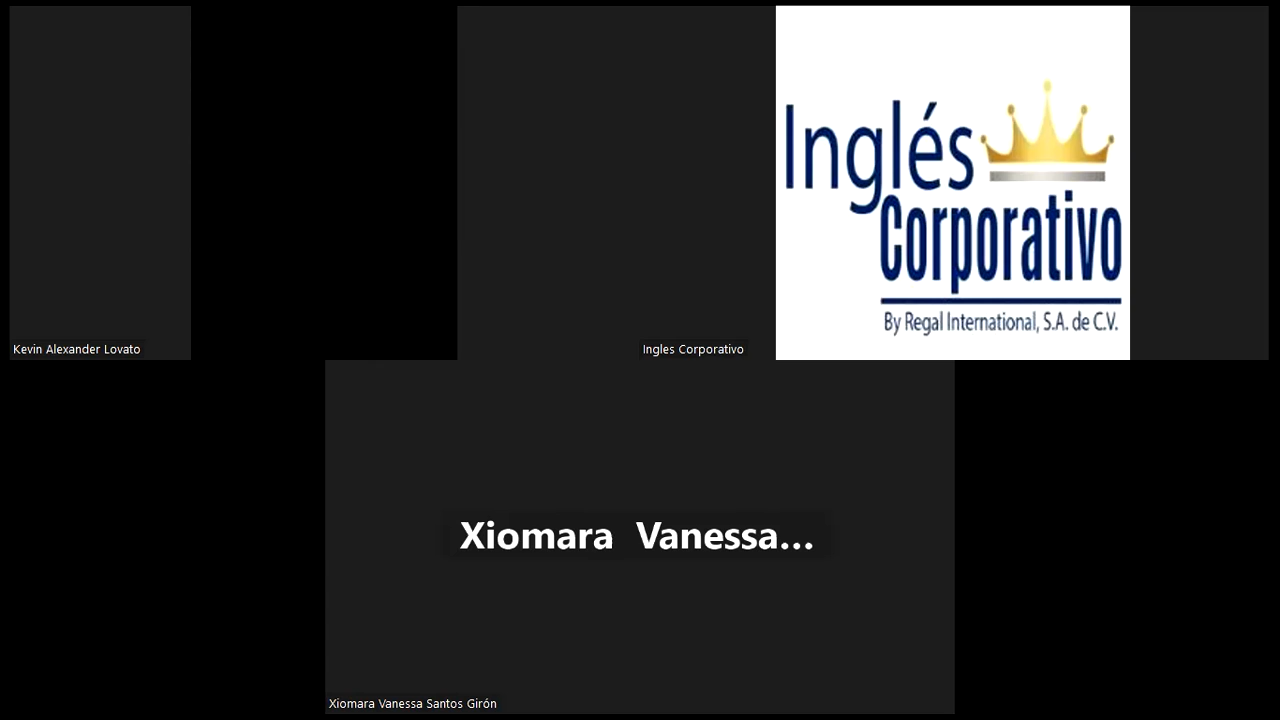 Inglés
Corporativo
By Regal International, S.A. de C.V.
Kevin Alexander Lovato
Ingles Corporativo
Xiomara Vanessa...
Xiomara Vanessa Santos Girón